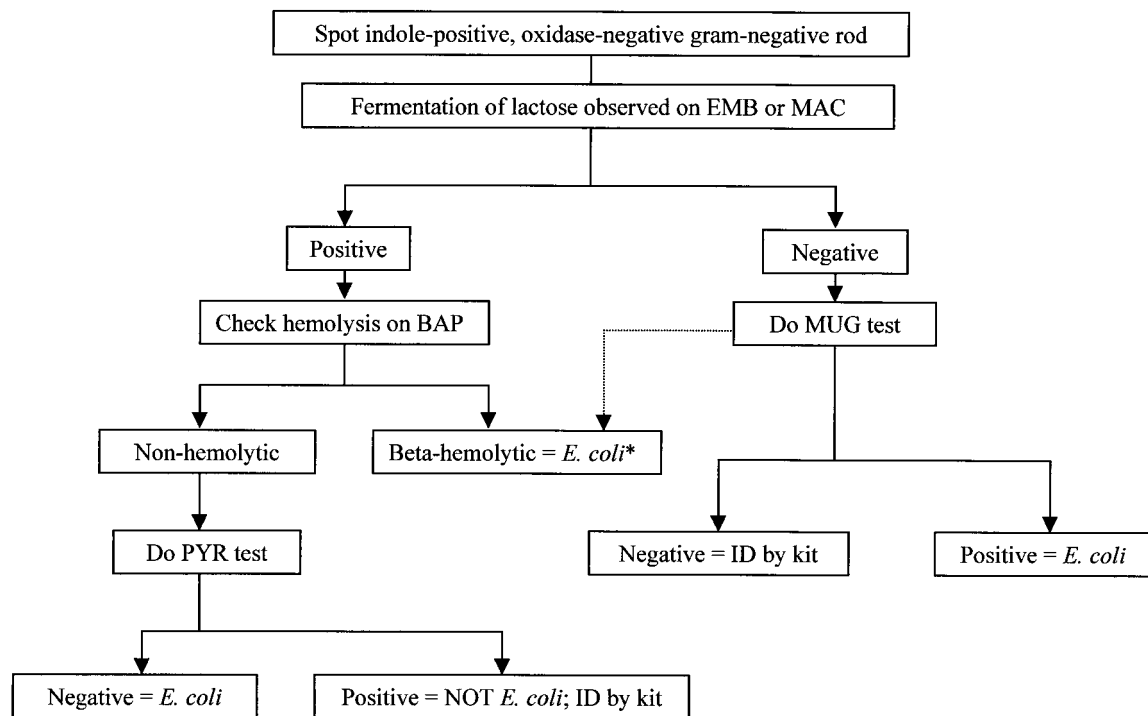 Spot indole-positive, oxidase-negative gram-negative rod
Fermentation of lactose observed on EMB or MAC
Positive
Negative
Check hemolysis on BAP
Do MUG test
Non-hemolytic
Beta-hemolytic = E. coli*
Do PYR test
Negative = ID by kit
Positive = E. coli
Negative = E. coli
Positive = NOT E. coli; ID by kit